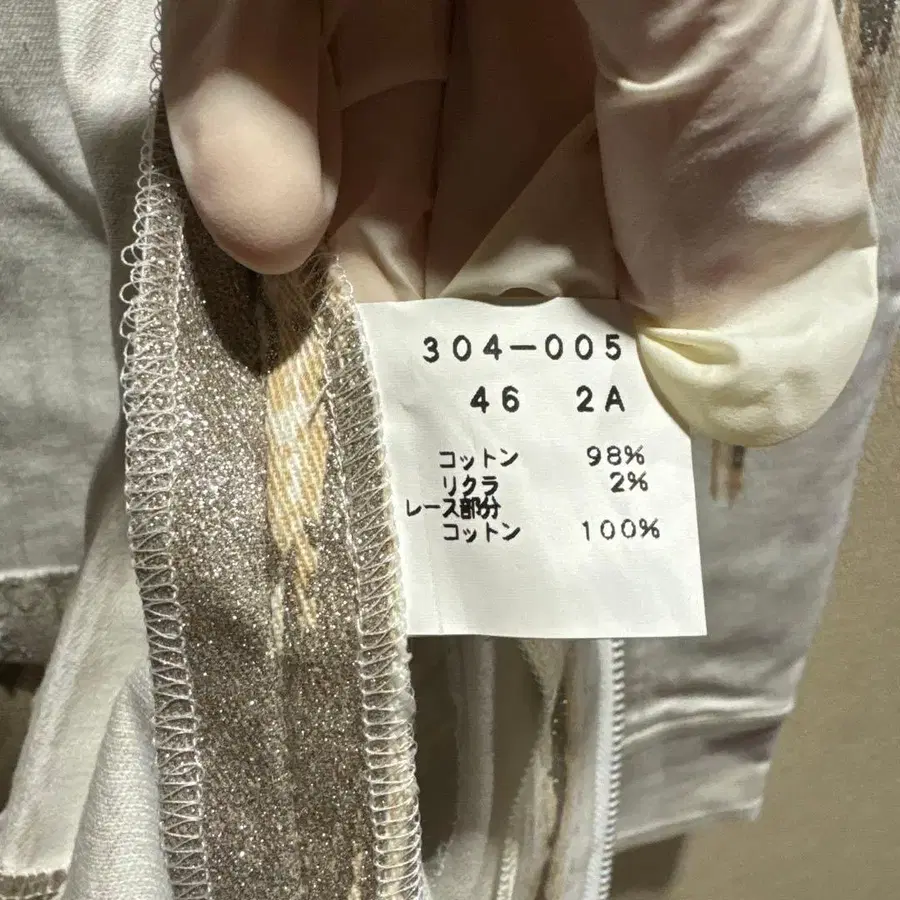 304-005
46 2A
コットン 98%
リクラ 2%
レース部分
コットン 100%